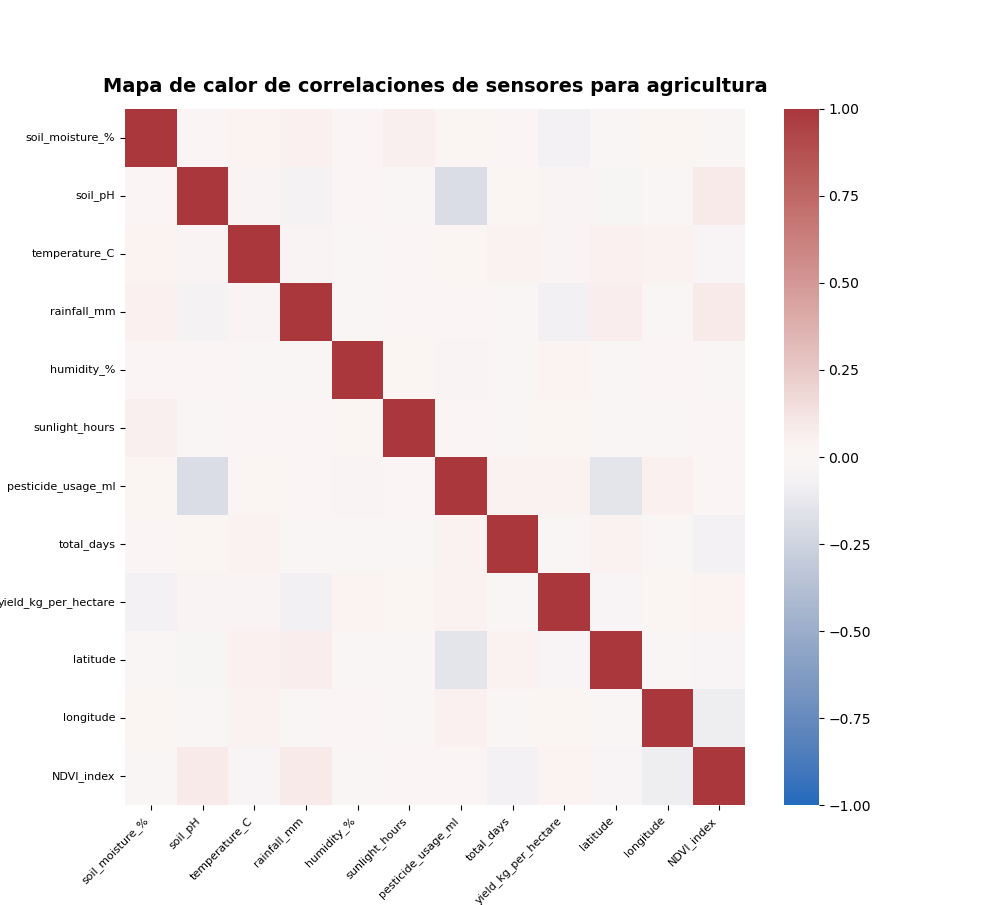 Mapa de calor de correlaciones de sensores para agricultura
soil_moisture_%
soil_pH
temperature_C
rainfall_mm
humidity_%
sunlight_hours
pesticide_usage_ml
total_days
yield_kg_per_hectare
latitude
longitude
NDVI_index
soil_moisture_%
soil_pH
temperature_C
rainfall_mm
humidity_%
sunlight_hours
pesticide_usage_ml
total_days
yield_kg_per_hectare
latitude
longitude
NDVI_index
1.00
0.75
0.50
0.25
0.00
−0.25
−0.50
−0.75
−1.00